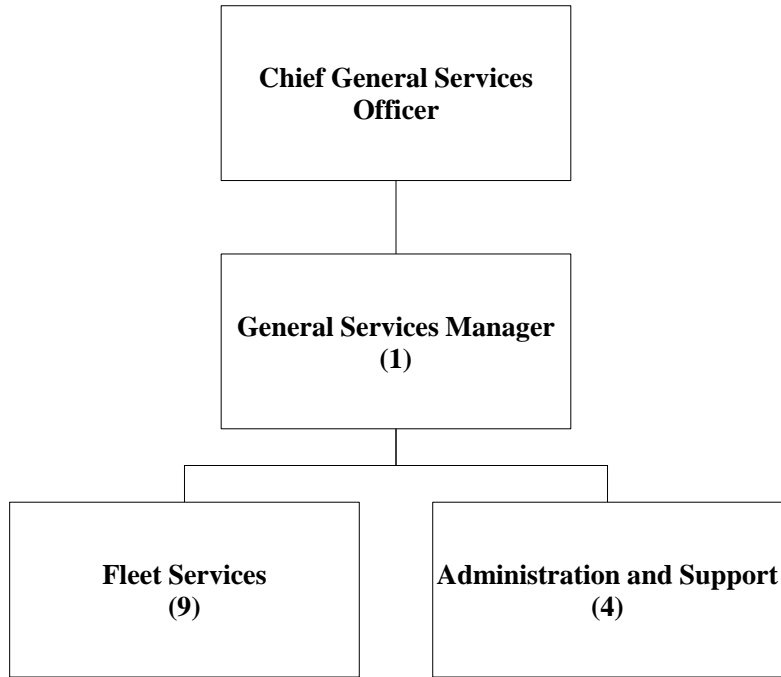 Chief General Services
Officer
General Services Manager
(1)
Fleet Services
(9)
Administration and Support
(4)